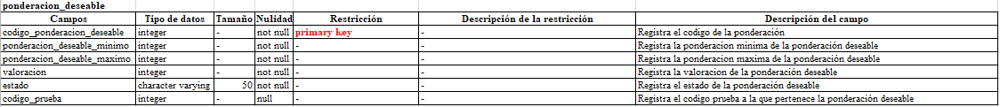 ponderacion_deseable
Campos Tipo de datos Tamaño Nulidad Restricción Descripción de la restricción Descripción del campo
codigo_ponderacion_deseable integer - not null primary key - Registra el codigo de la ponderación
ponderacion_deseable_minimo integer - not null - - Registra la ponderacion minima de la ponderación deseable
ponderacion_deseable_maximo integer - not null - - Registra la ponderacion maxima de la ponderación deseable
valoracion integer - not null - - Registra la valoracion de la ponderación deseable
estado character varying 50 not null - - Registra el estado de la ponderación deseable
codigo_prueba integer - null - - Registra el codigo prueba a la que pertenece la ponderación deseable